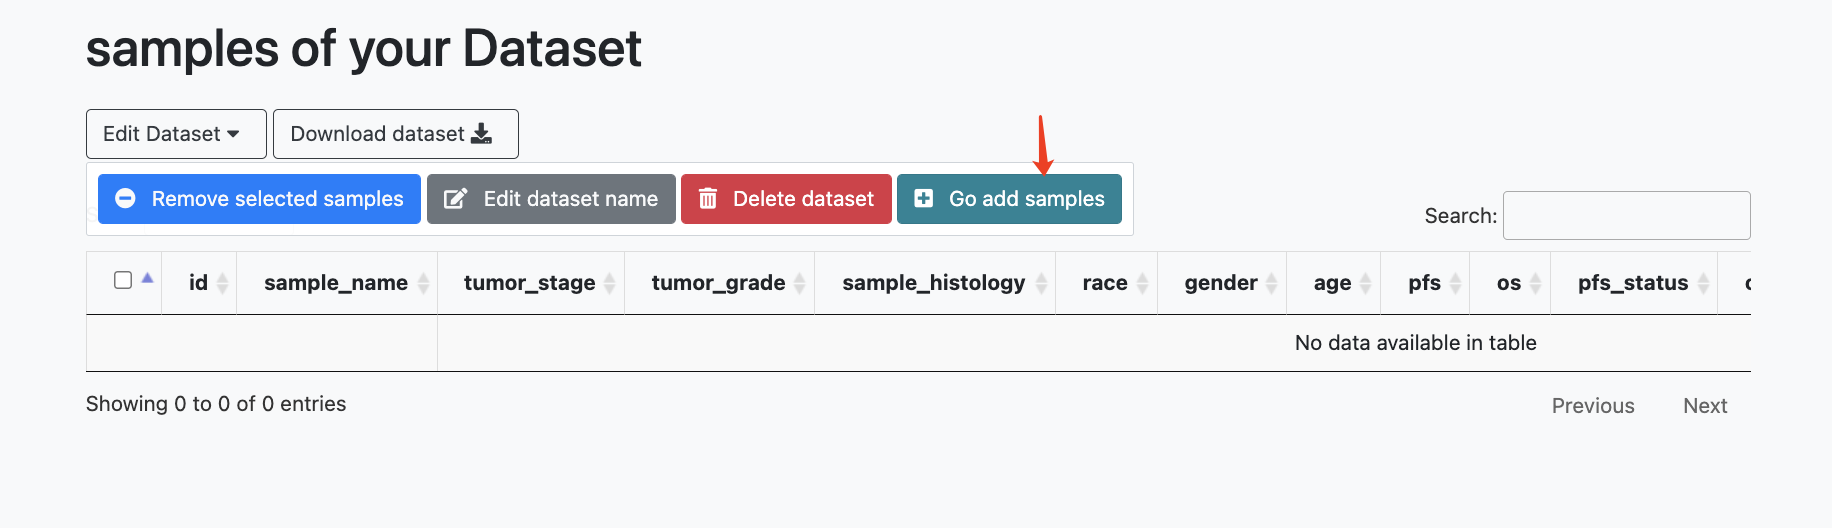 samples of your Dataset
Edit Dataset Download dataset
Remove selected samples Edit dataset name Delete dataset Go add samples
Search:
id sample_name tumor_stage tumor_grade sample_histology race gender age pfs os pfs_status
No data available in table
Showing 0 to 0 of 0 entries
Previous Next